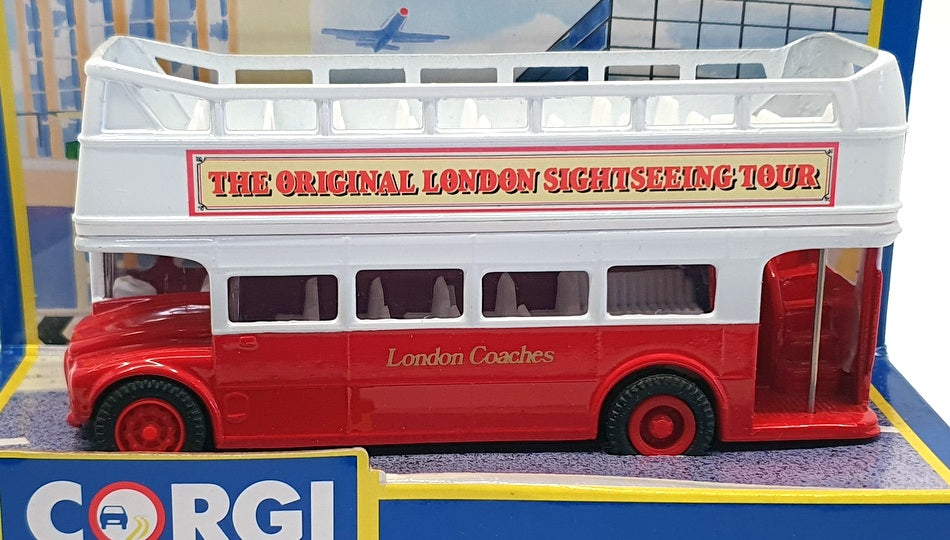 THE ORIGINAL LONDON SIGHTSEEING TOUR
London Coaches
CORGI